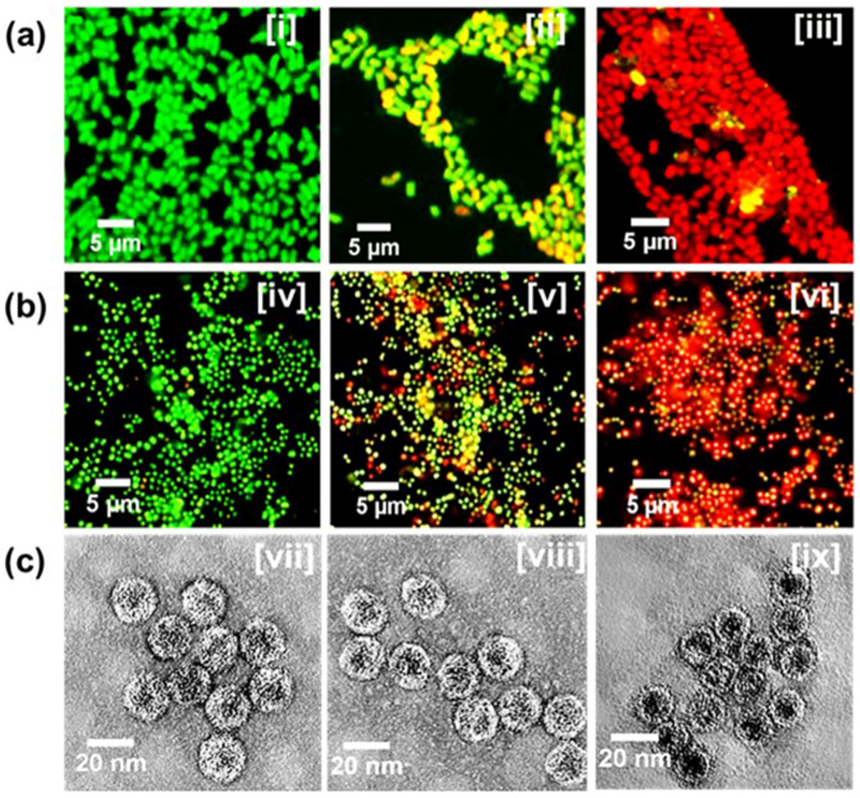 (a) [i] [ii] [iii]
5 µm 5 µm 5 µm
(b) [iv] [v] [vi]
5 µm 5 µm 5 µm
(c) [vii] [viii] [ix]
20 nm 20 nm 20 nm